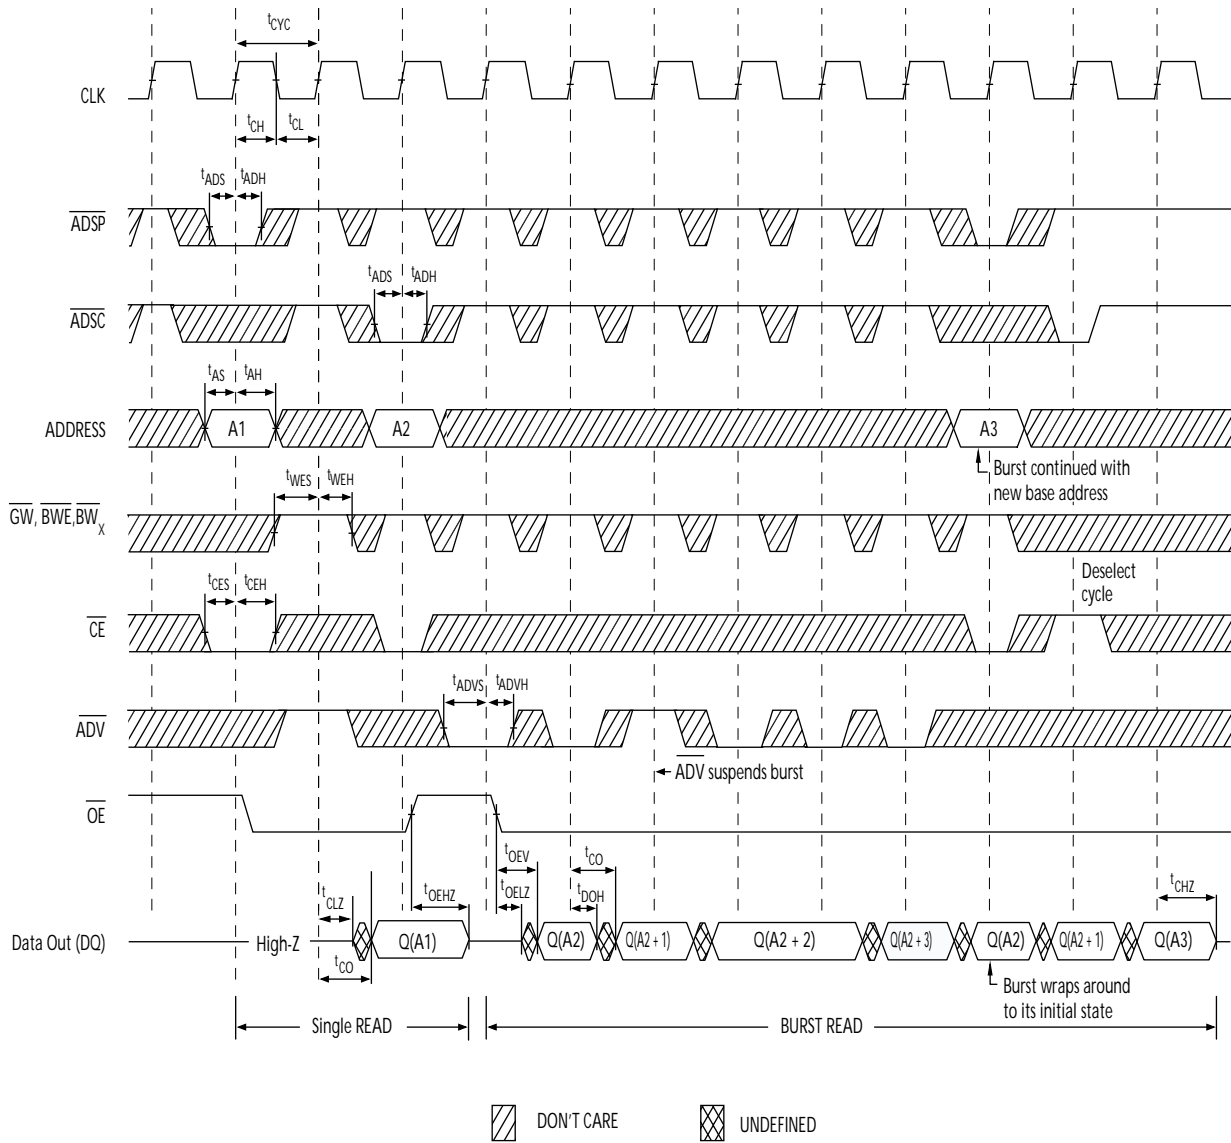 tCYC
CLK
tCH
tCL
tADS
tADH
ADSP
tADS
tADH
ADSC
tAS
tAH
ADDRESS
A1
A2
A3
Burst continued with
new base address
tWES
tWEH
GW, BWE,BWX
Deselect
cycle
tCES
tCEH
CE
tADVS
tADVH
ADV
ADV suspends burst
OE
tOEV
tCO
tCLZ
tOEHZ
tOELZ
tDOH
tCHZ
Data Out (DQ)
High-Z
Q(A1)
Q(A2)
Q(A2 + 1)
Q(A2 + 2)
Q(A2 + 3)
Q(A2)
Q(A2 + 1)
Q(A3)
tCO
Burst wraps around
to its initial state
Single READ
BURST READ
DON'T CARE
UNDEFINED